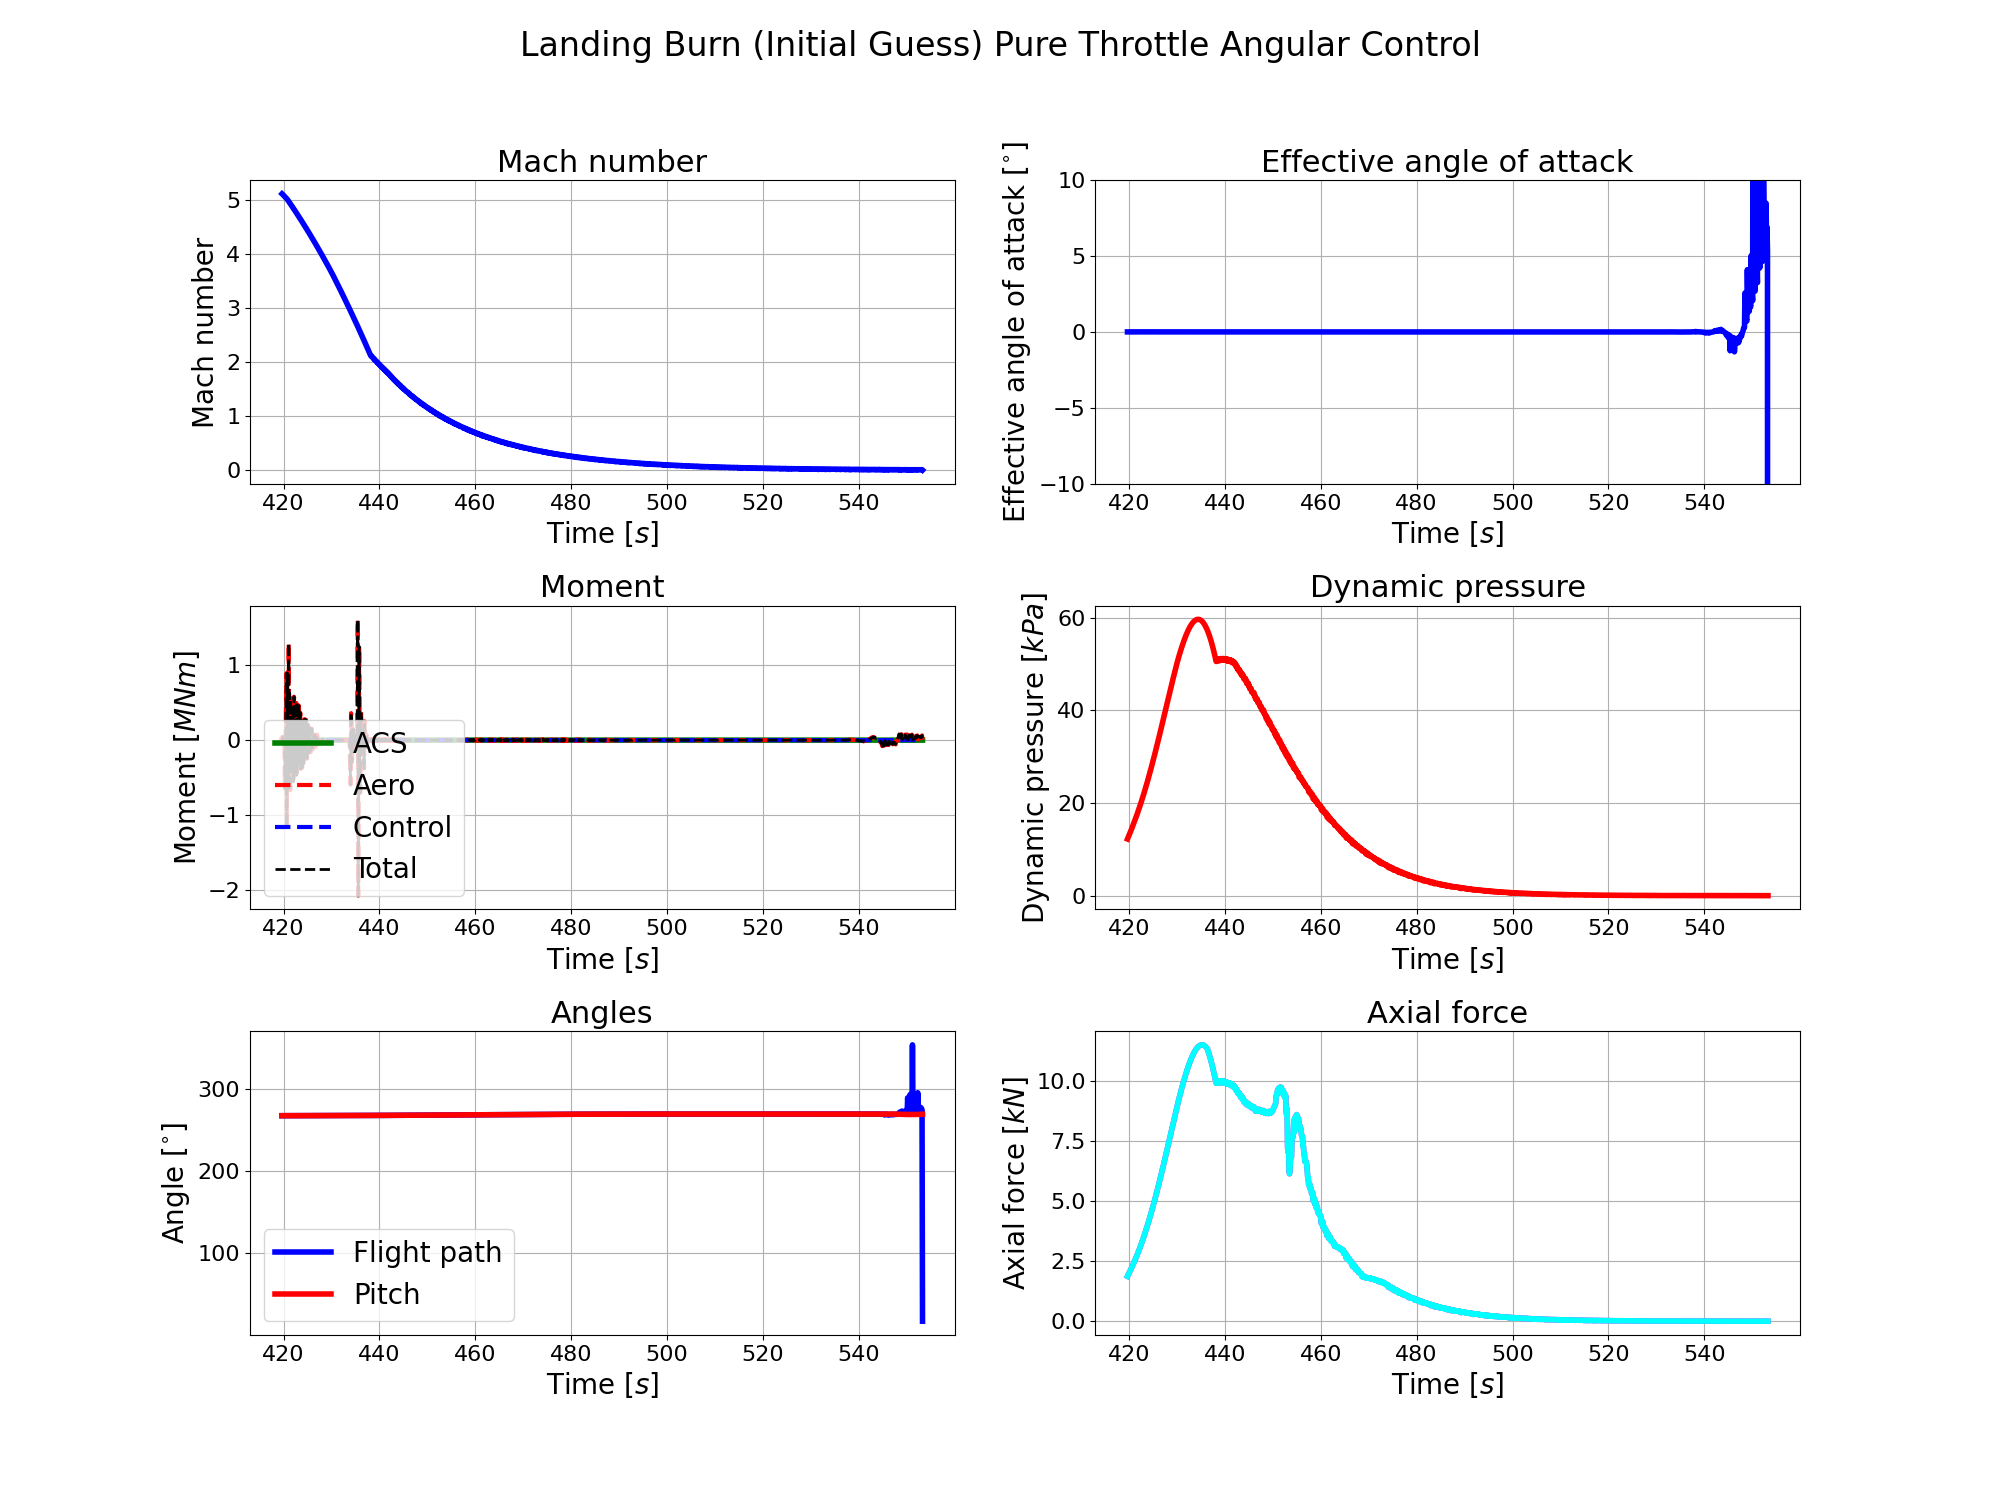 Landing Burn (Initial Guess) Pure Throttle Angular Control
Mach number
Mach number
5
4
3
2
1
0
420 440 460 480 500 520 540
Time [s]
Effective angle of attack
Effective angle of attack [°]
10
5
0
−5
−10
420 440 460 480 500 520 540
Time [s]
Moment
Moment [MNm]
1
0
−1
−2
ACS
Aero
Control
Total
420 440 460 480 500 520 540
Time [s]
Dynamic pressure
Dynamic pressure [kPa]
60
40
20
0
420 440 460 480 500 520 540
Time [s]
Angles
Angle [°]
300
200
100
Flight path
Pitch
420 440 460 480 500 520 540
Time [s]
Axial force
Axial force [kN]
10.0
7.5
5.0
2.5
0.0
420 440 460 480 500 520 540
Time [s]